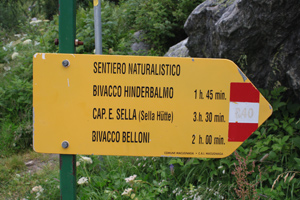 SENTIERO NATURALISTICO
BIVACCO HINDERBALMO 1 h. 45 min.
CAP. E. SELLA (Sella Hütte) 3 h. 30 min.
BIVACCO BELLONI 2 h. 00 min.